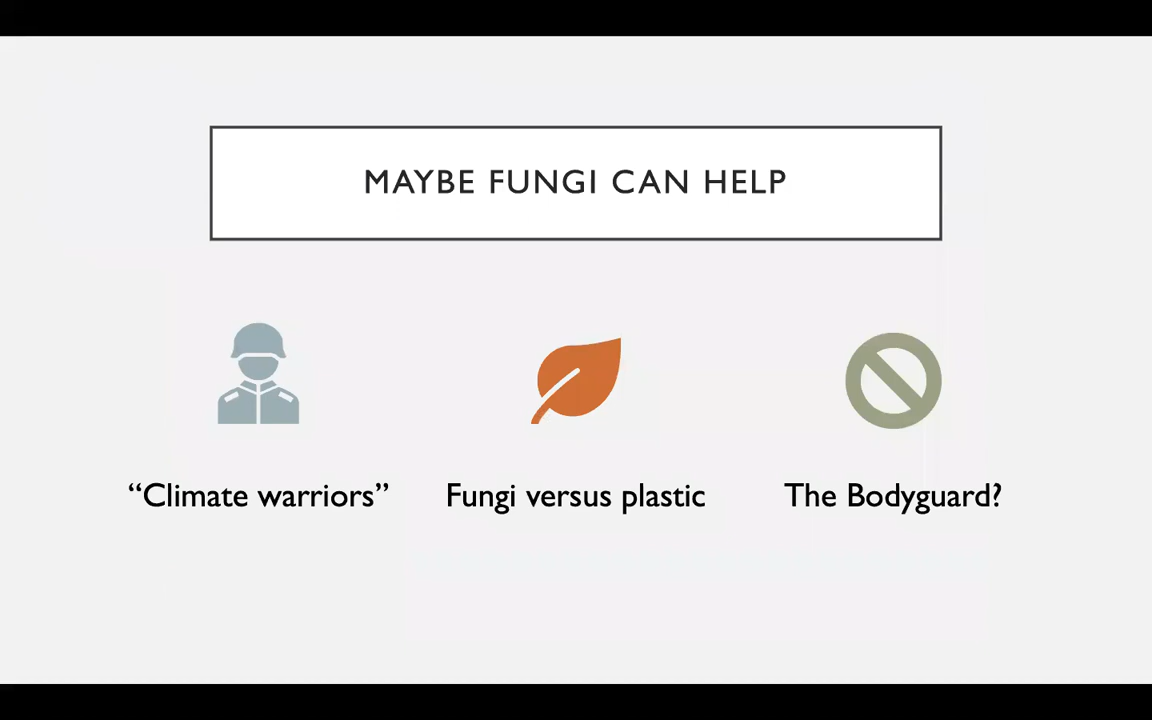 MAYBE FUNGI CAN HELP
“Climate warriors”
Fungi versus plastic
The Bodyguard?